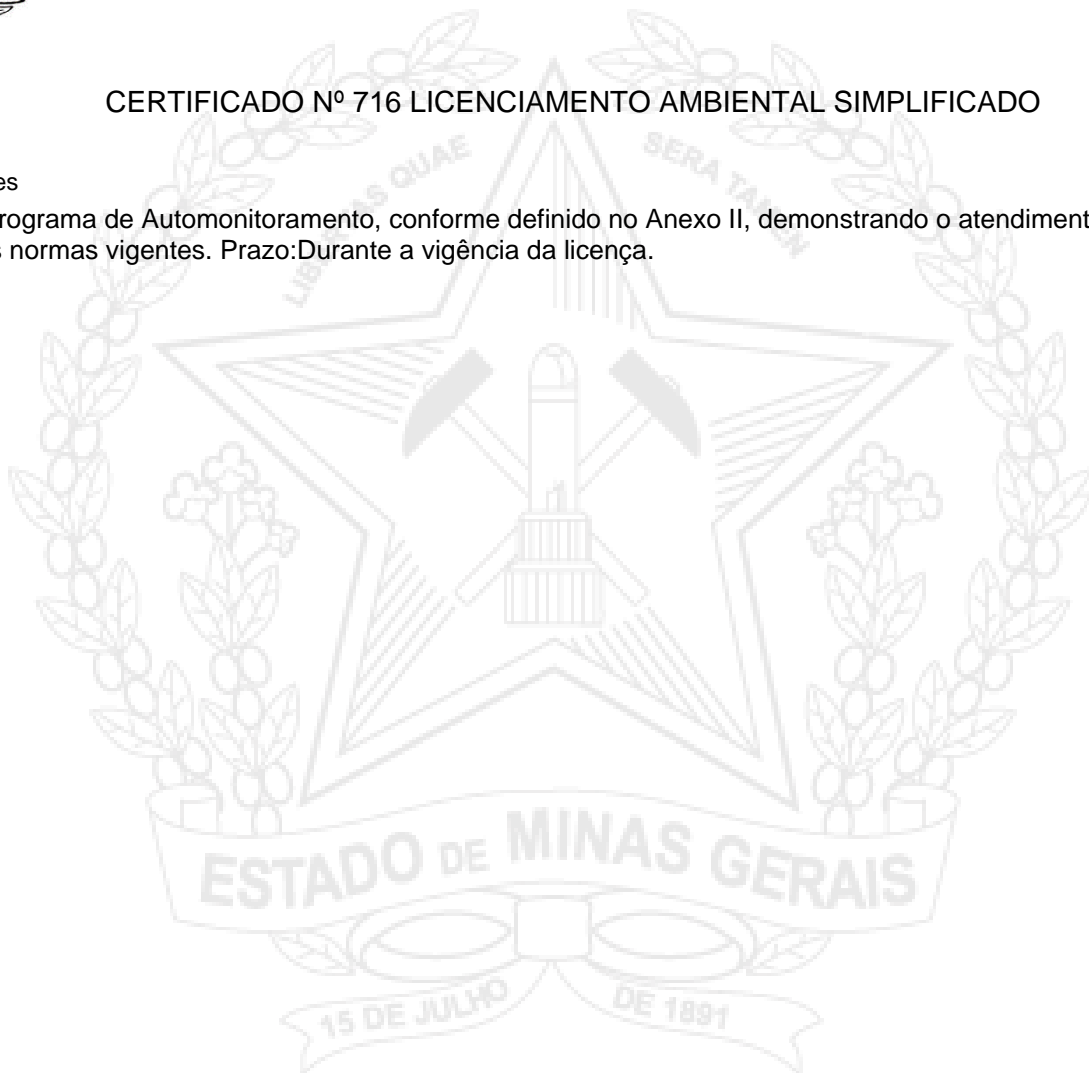 CERTIFICADO Nº 716 LICENCIAMENTO AMBIENTAL SIMPLIFICADO
es
rograma de Automonitoramento, conforme definido no Anexo II, demonstrando o atendiment
s normas vigentes. Prazo:Durante a vigência da licença.
LIBERTAS QUAE SERA TAMEN
ESTADO DE MINAS GERAIS
15 DE JULHO DE 1891